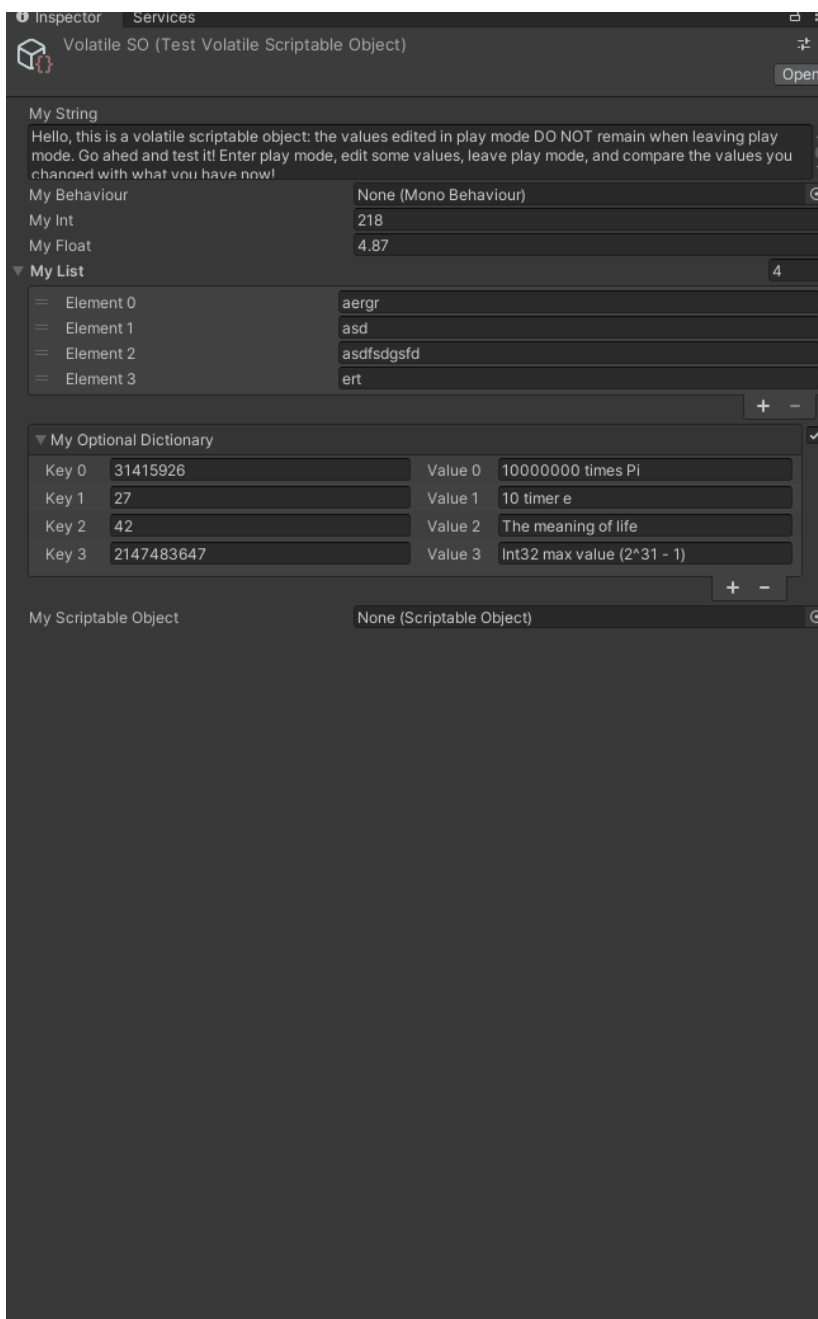 Inspector Services
Volatile SO (Test Volatile Scriptable Object)
Open
My String
Hello, this is a volatile scriptable object: the values edited in play mode DO NOT remain when leaving play
mode. Go ahed and test it! Enter play mode, edit some values, leave play mode, and compare the values you
changed with what you have now!
My Behaviour None (Mono Behaviour)
My Int 218
My Float 4.87
My List 4
Element 0 aergr
Element 1 asd
Element 2 asdfsdgsfd
Element 3 ert
+ −
My Optional Dictionary
Key 0 31415926 Value 0 10000000 times Pi
Key 1 27 Value 1 10 timer e
Key 2 42 Value 2 The meaning of life
Key 3 2147483647 Value 3 Int32 max value (2^31 - 1)
+ −
My Scriptable Object None (Scriptable Object)